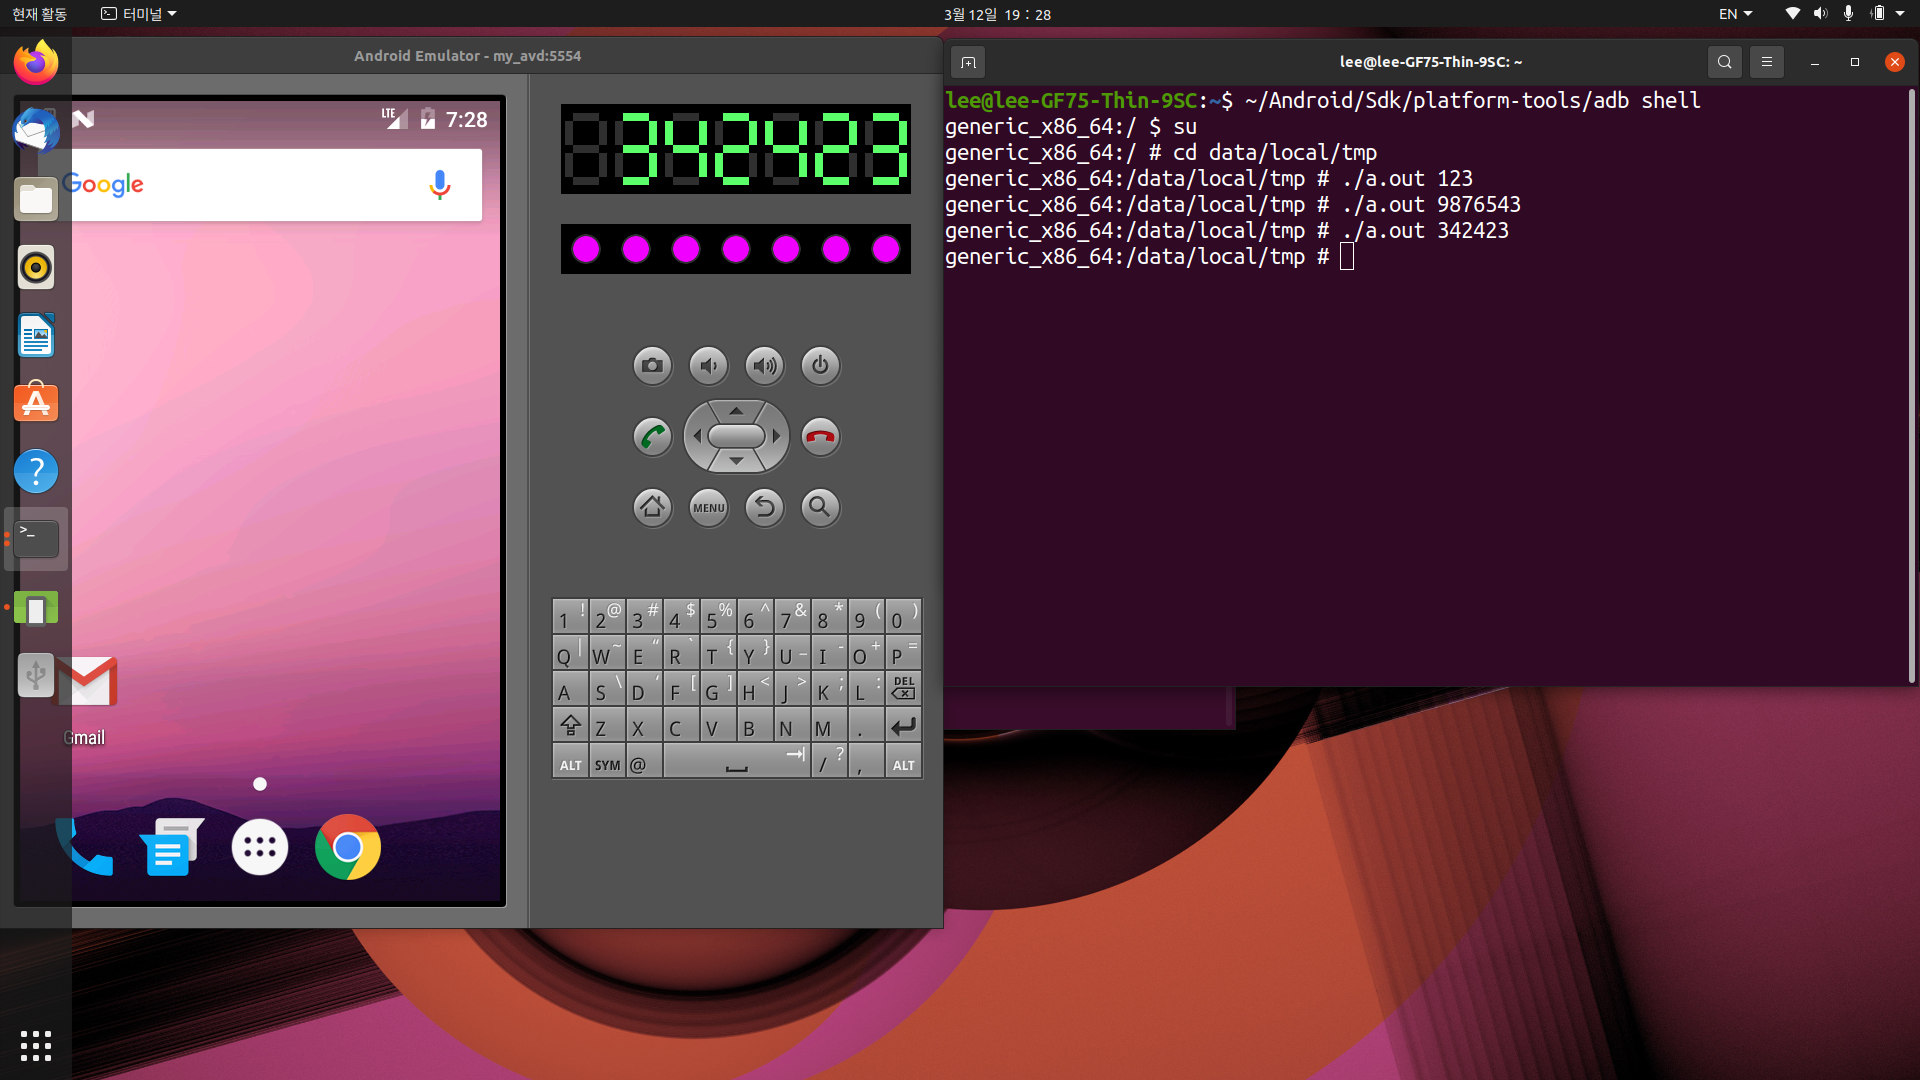 현재 활동
터미널
3월 12일 19 : 28
EN
Android Emulator - my_avd:5554
LTE
7:28
Google
Gmail
342423
MENU
1 ! 2 @ 3 # 4 $ 5 % 6 ^ 7 & 8 * 9 ( 0 )
Q | W ~ E “ R ` T { Y } U _ I - O + P =
A S \ D ' F [ G ] H < J > K ; L : DEL
Z X C V B N M .
ALT SYM @ / ? , ALT
lee@lee-GF75-Thin-9SC: ~
lee@lee-GF75-Thin-9SC:~$ ~/Android/Sdk/platform-tools/adb shell
generic_x86_64:/ $ su
generic_x86_64:/ # cd data/local/tmp
generic_x86_64:/data/local/tmp # ./a.out 123
generic_x86_64:/data/local/tmp # ./a.out 9876543
generic_x86_64:/data/local/tmp # ./a.out 342423
generic_x86_64:/data/local/tmp #